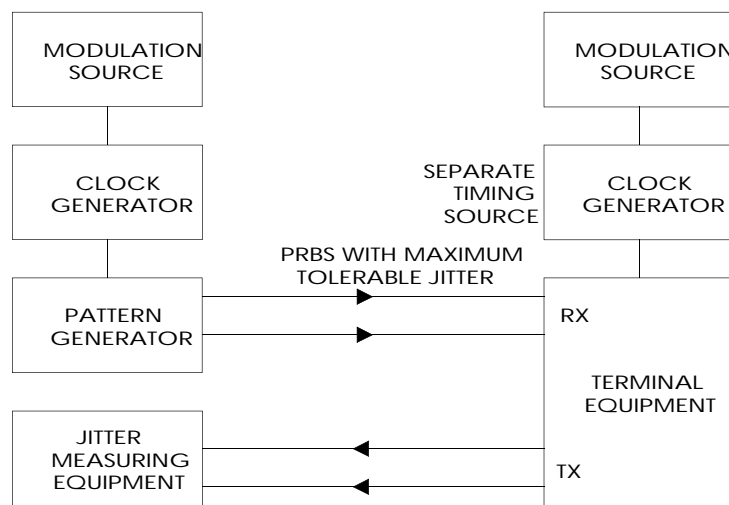 MODULATION
SOURCE
MODULATION
SOURCE
CLOCK
GENERATOR
SEPARATE
TIMING
SOURCE
CLOCK
GENERATOR
PRBS WITH MAXIMUM
TOLERABLE JITTER
PATTERN
GENERATOR
RX
TERMINAL
EQUIPMENT
JITTER
MEASURING
EQUIPMENT
TX